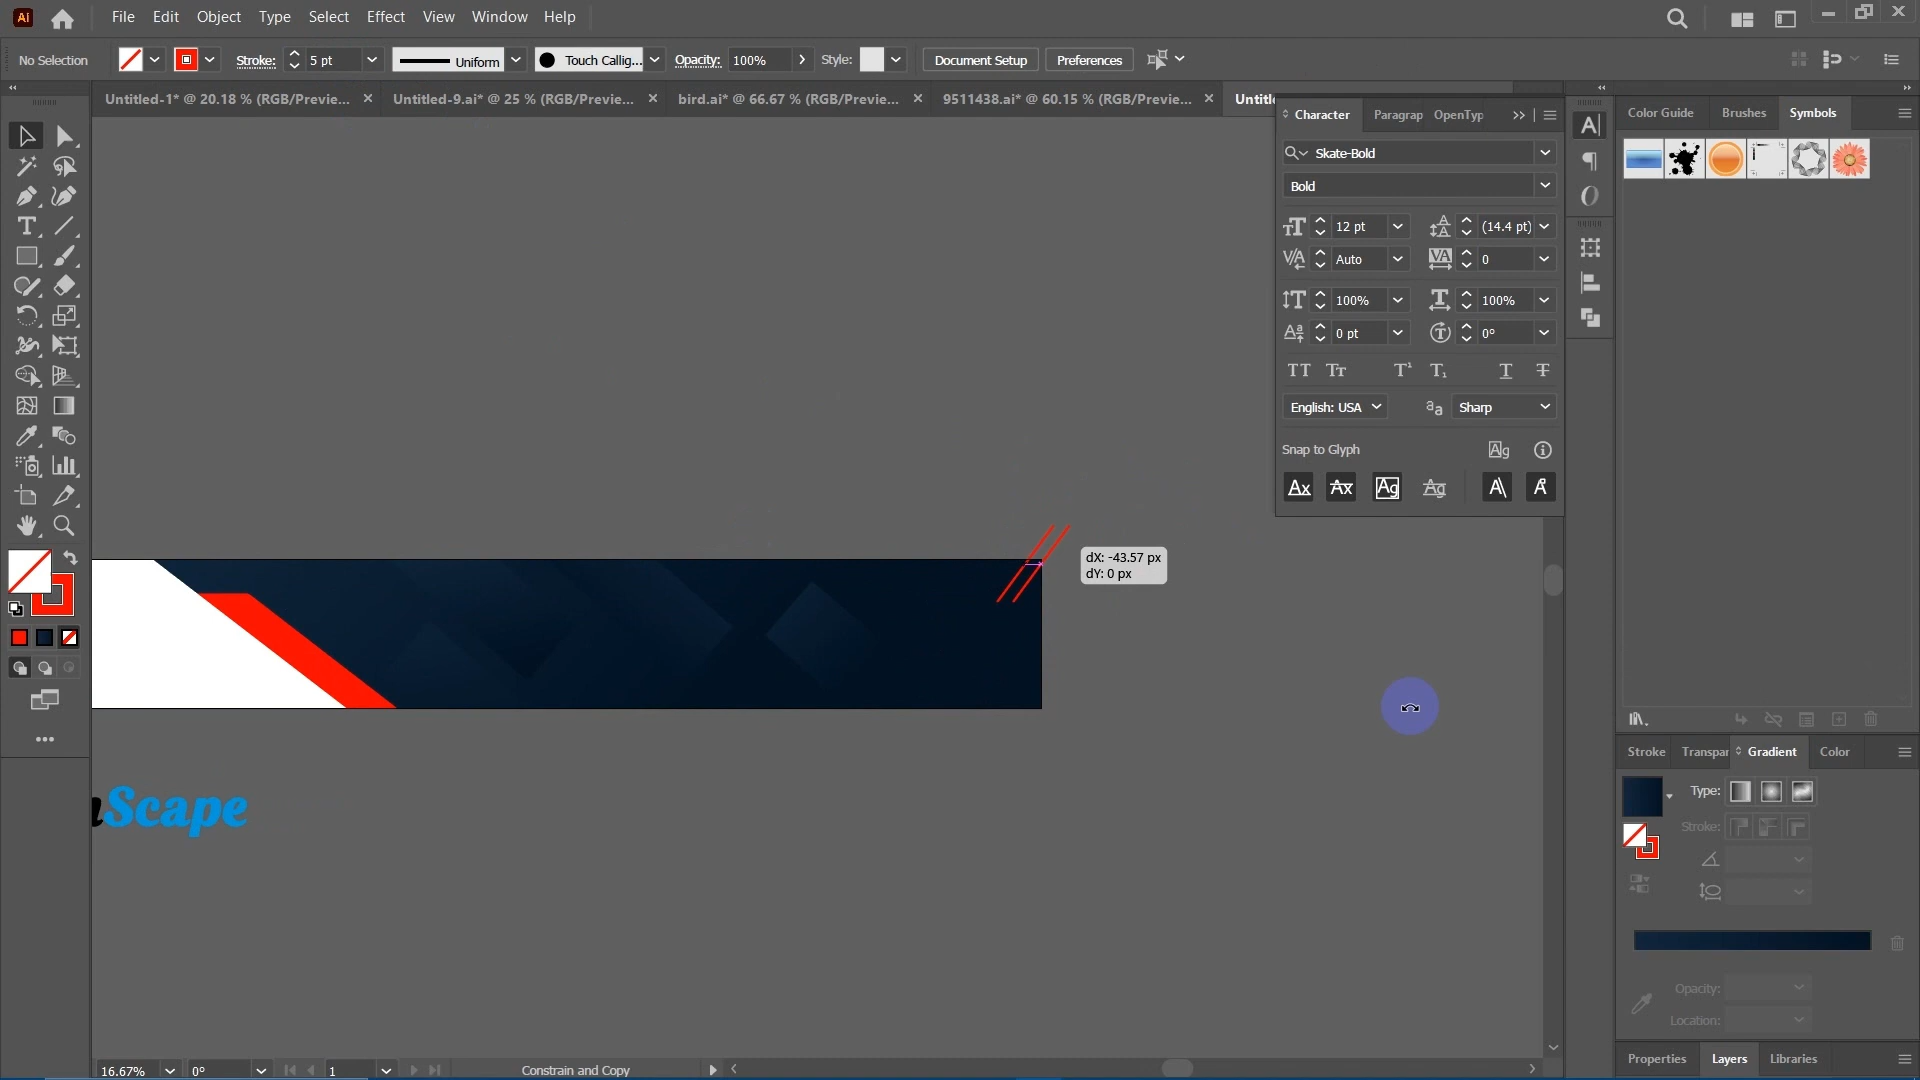 Ai File Edit Object Type Select Effect View Window Help
No Selection Stroke: 5 pt Uniform Touch Callig... Opacity: 100% Style: Document Setup Preferences
Untitled-1* @ 20.18 % (RGB/Previe... × Untitled-9.ai* @ 25 % (RGB/Previe... × bird.ai* @ 66.67 % (RGB/Previe... × 9511438.ai* @ 60.15 % (RGB/Previe... ×
Character Paragrap OpenTyp
Color Guide Brushes Symbols
Skate-Bold
Bold
12 pt (14.4 pt)
Auto 0
100% 100%
0 pt 0°
English: USA Sharp
Snap to Glyph
dX: -43.57 px
dY: 0 px
Scape
Stroke Transpar Gradient Color
Type:
Stroke:
Opacity:
Location:
16.67% 0° 1 Constrain and Copy
Properties Layers Libraries